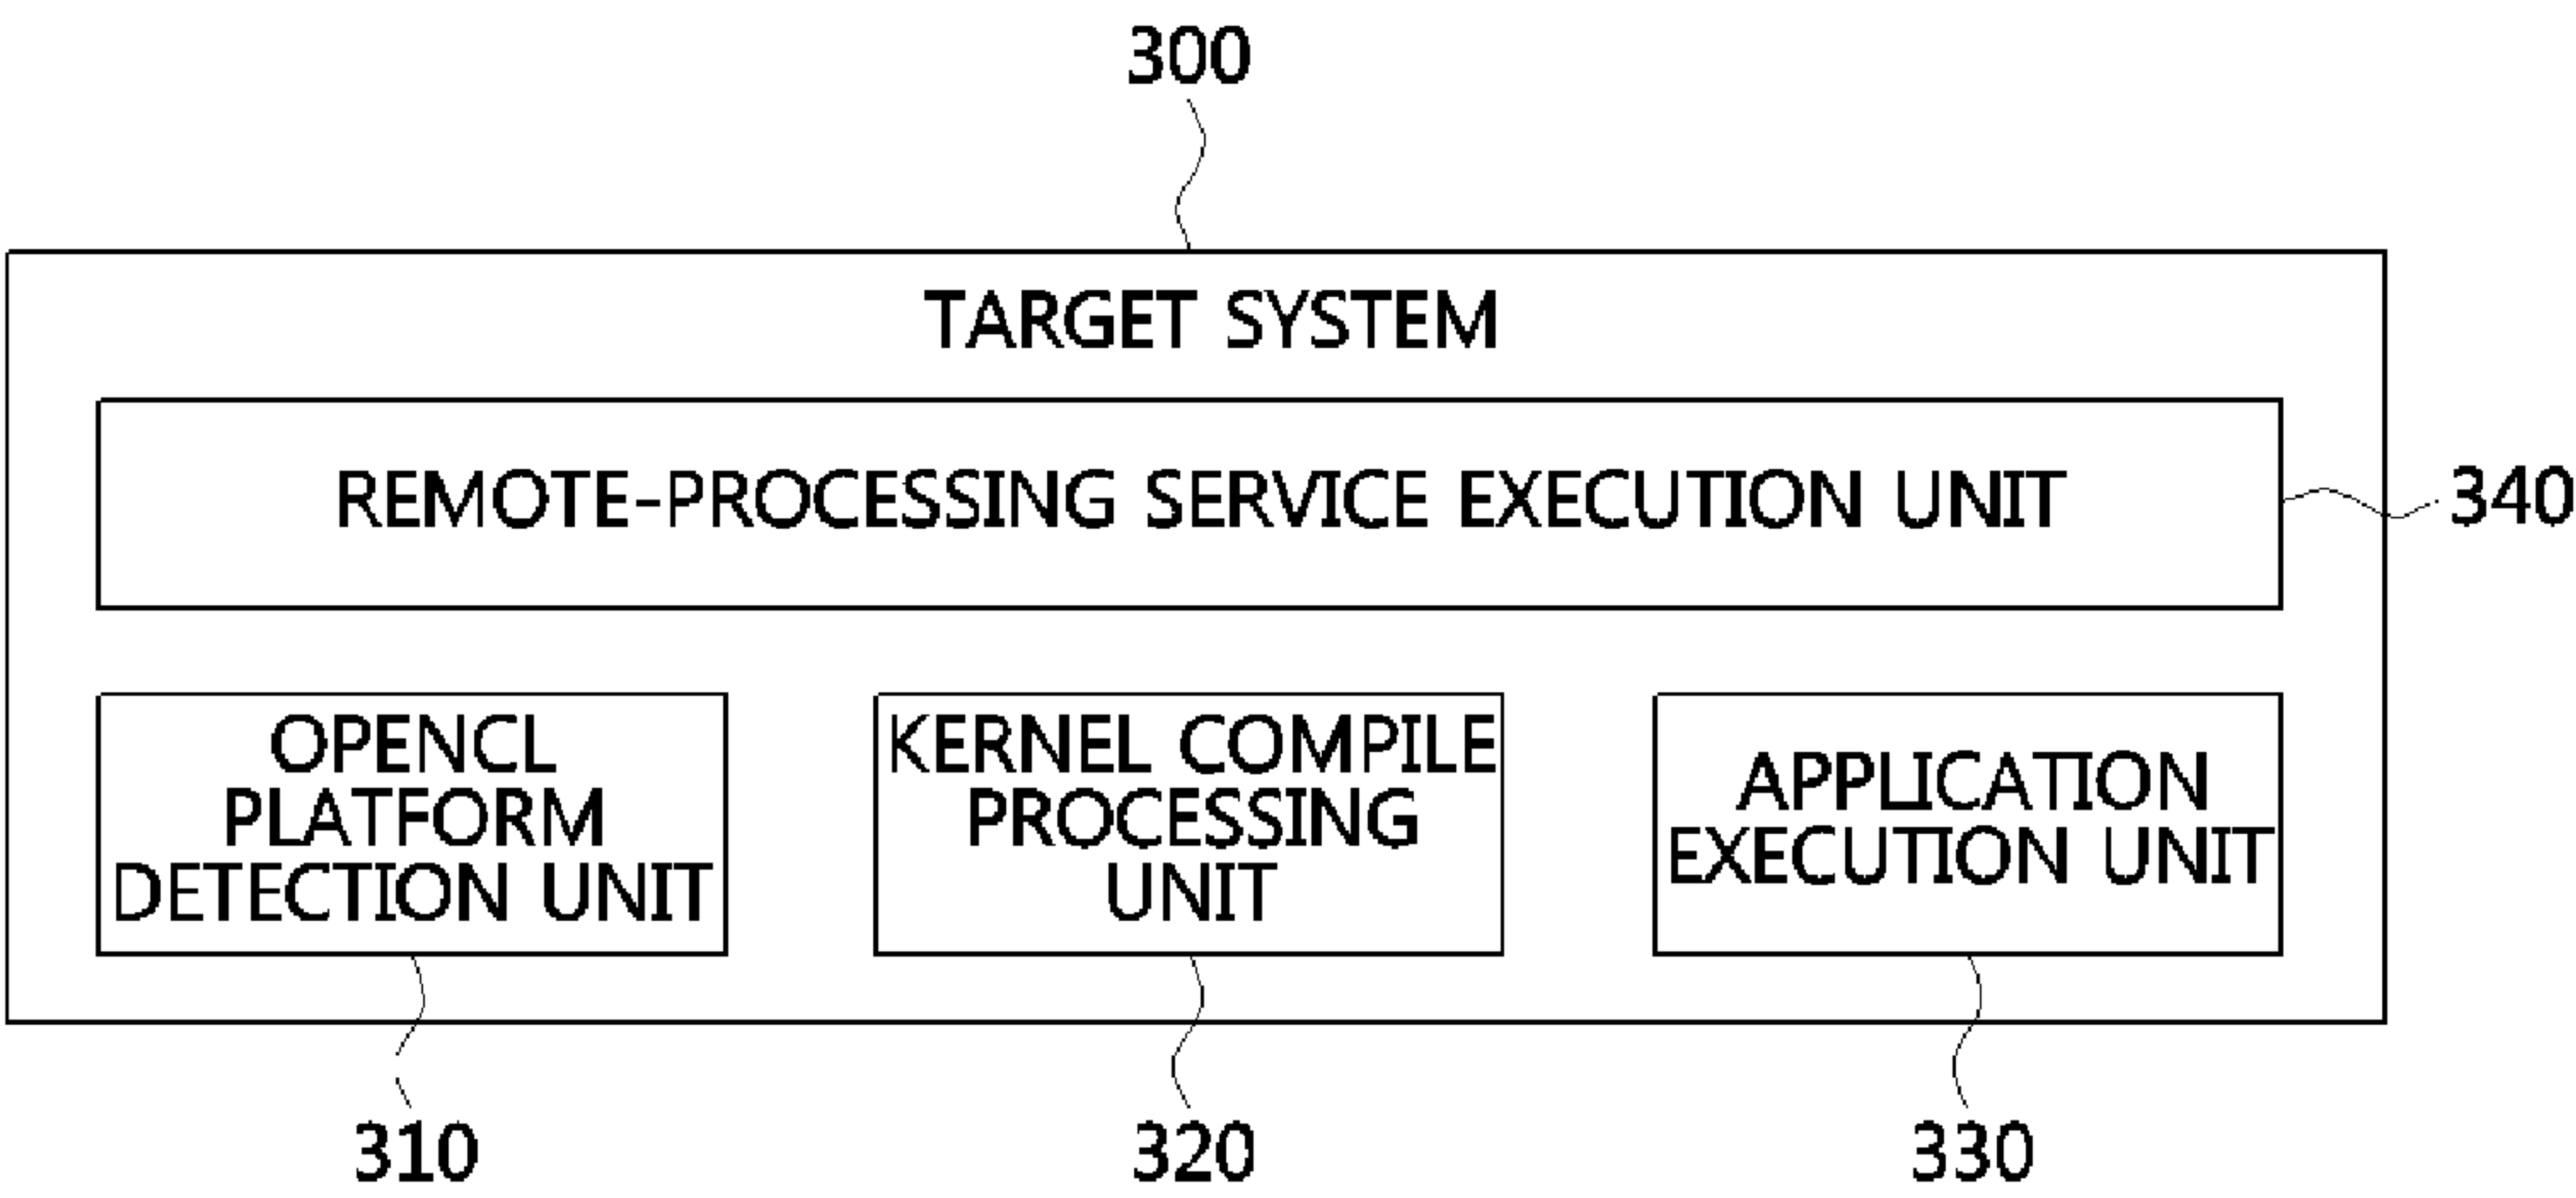 300
TARGET SYSTEM
REMOTE-PROCESSING SERVICE EXECUTION UNIT
340
OPENCL
PLATFORM
DETECTION UNIT
KERNEL COMPILE
PROCESSING
UNIT
APPLICATION
EXECUTION UNIT
310
320
330